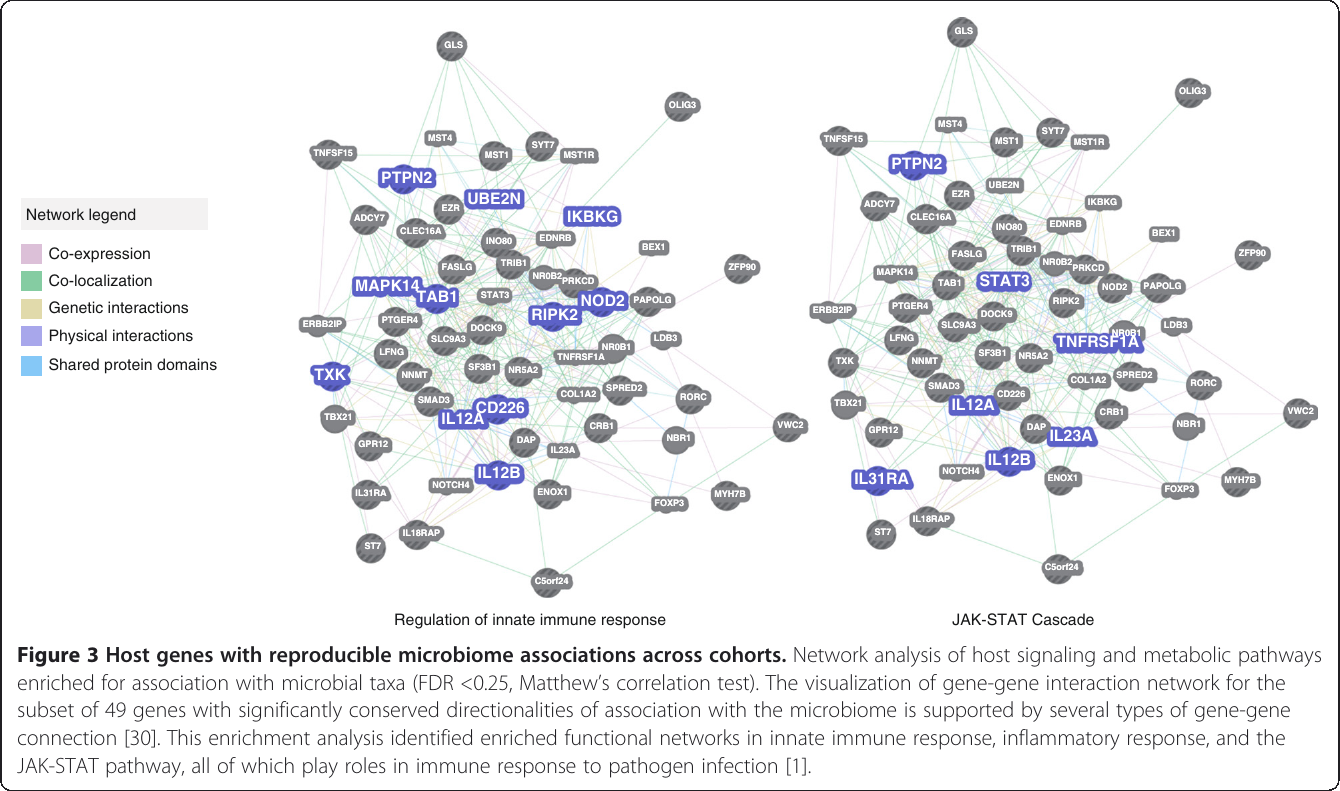 Network legend
Co-expression
Co-localization
Genetic interactions
Physical interactions
Shared protein domains
GLS
OLIG3
MST4
SYT7
TNFSF15
MST1
MST1R
PTPN2
UBE2N
EZR
IKBKG
ADCY7
CLEC16A
INO80
EDNRB
BEX1
FASLG
TRIB1
ZFP90
NR0B2
PRKCD
MAPK14
TAB1
STAT3
NOD2
PAPOLG
RIPK2
ERBB2IP
PTGER4
DOCK9
SLC9A3
LDB3
NR0B1
LFNG
TNFRSF1A
SF3B1
NR5A2
TXK
NNMT
SPRED2
COL1A2
RORC
SMAD3
CD226
TBX21
IL12A
CRB1
VWC2
DAP
NBR1
GPR12
IL23A
IL12B
NOTCH4
IL31RA
ENOX1
MYH7B
FOXP3
IL18RAP
ST7
C5orf24
Regulation of innate immune response
GLS
OLIG3
MST4
SYT7
TNFSF15
MST1
MST1R
PTPN2
UBE2N
EZR
IKBKG
ADCY7
CLEC16A
INO80
EDNRB
BEX1
FASLG
TRIB1
ZFP90
NR0B2
PRKCD
MAPK14
TAB1
STAT3
NOD2
PAPOLG
RIPK2
ERBB2IP
PTGER4
DOCK9
SLC9A3
LDB3
NR0B1
LFNG
TNFRSF1A
SF3B1
NR5A2
TXK
NNMT
SPRED2
COL1A2
RORC
SMAD3
CD226
TBX21
IL12A
CRB1
VWC2
DAP
NBR1
GPR12
IL23A
IL12B
NOTCH4
IL31RA
ENOX1
MYH7B
FOXP3
IL18RAP
ST7
C5orf24
JAK-STAT Cascade
Figure 3 Host genes with reproducible microbiome associations across cohorts. Network analysis of host signaling and metabolic pathways
enriched for association with microbial taxa (FDR <0.25, Matthew's correlation test). The visualization of gene-gene interaction network for the
subset of 49 genes with significantly conserved directionalities of association with the microbiome is supported by several types of gene-gene
connection [30]. This enrichment analysis identified enriched functional networks in innate immune response, inflammatory response, and the
JAK-STAT pathway, all of which play roles in immune response to pathogen infection [1].